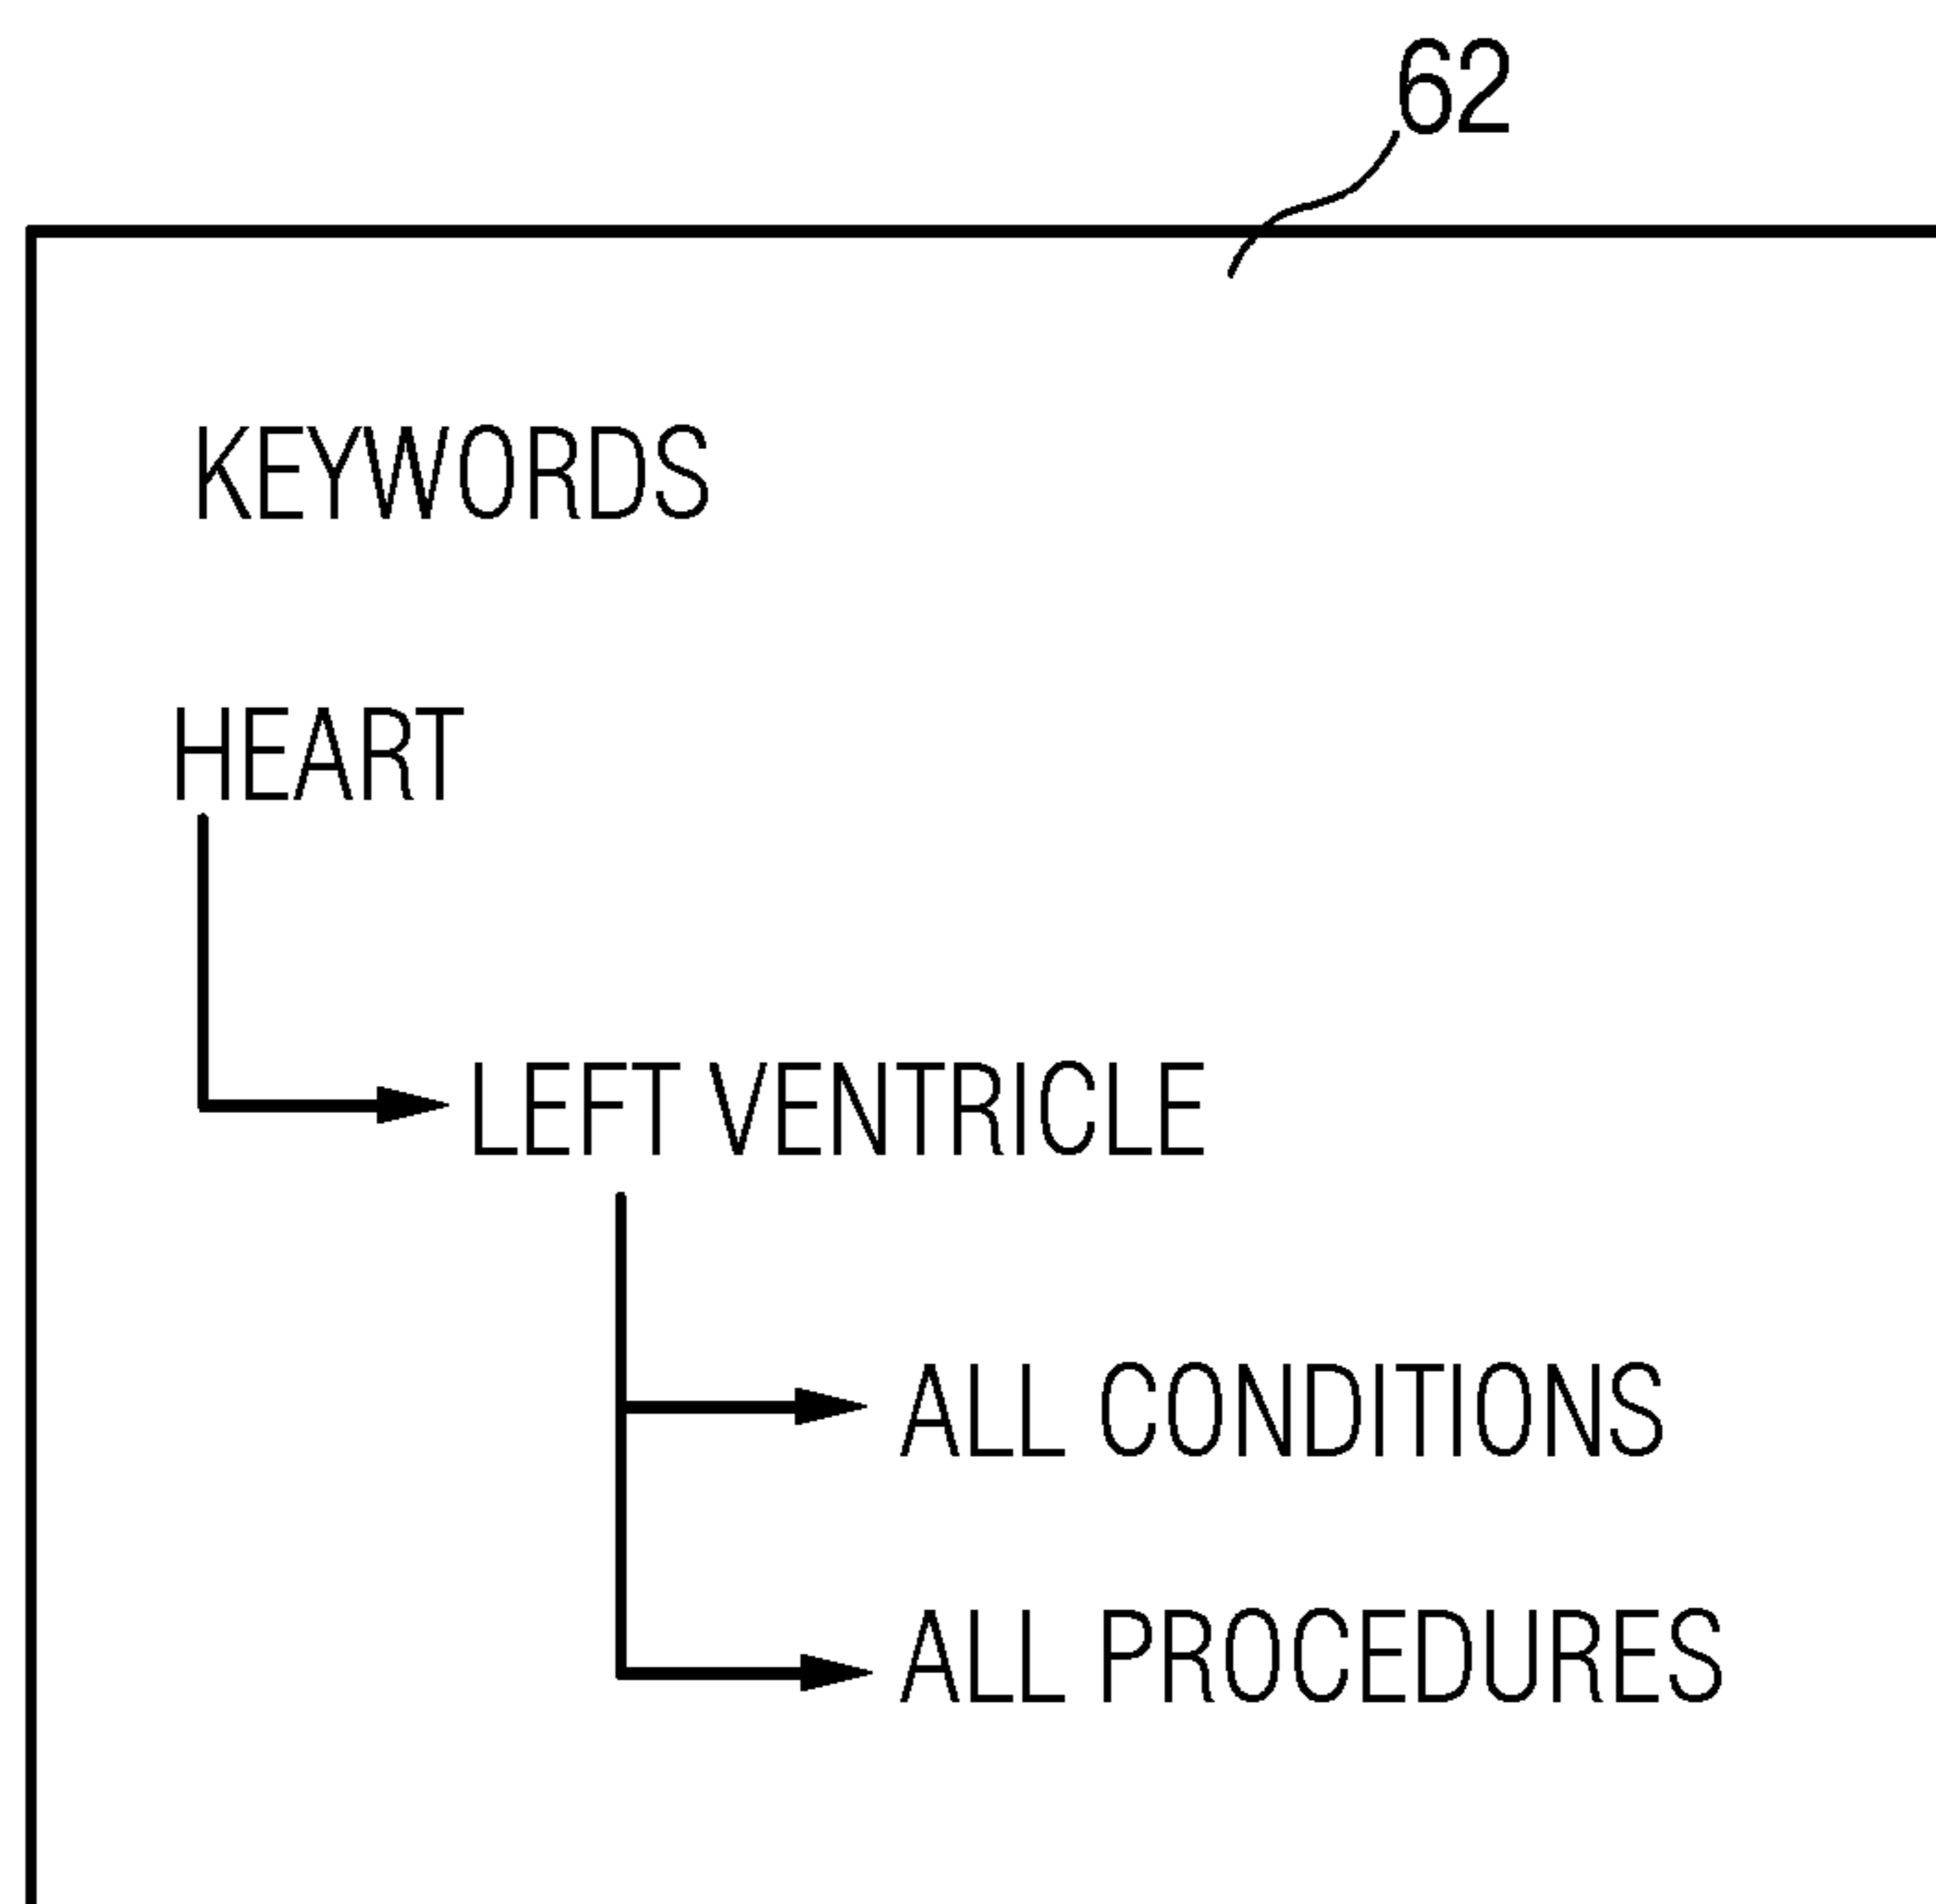 62
KEYWORDS
HEART
LEFT VENTRICLE
ALL CONDITIONS
ALL PROCEDURES